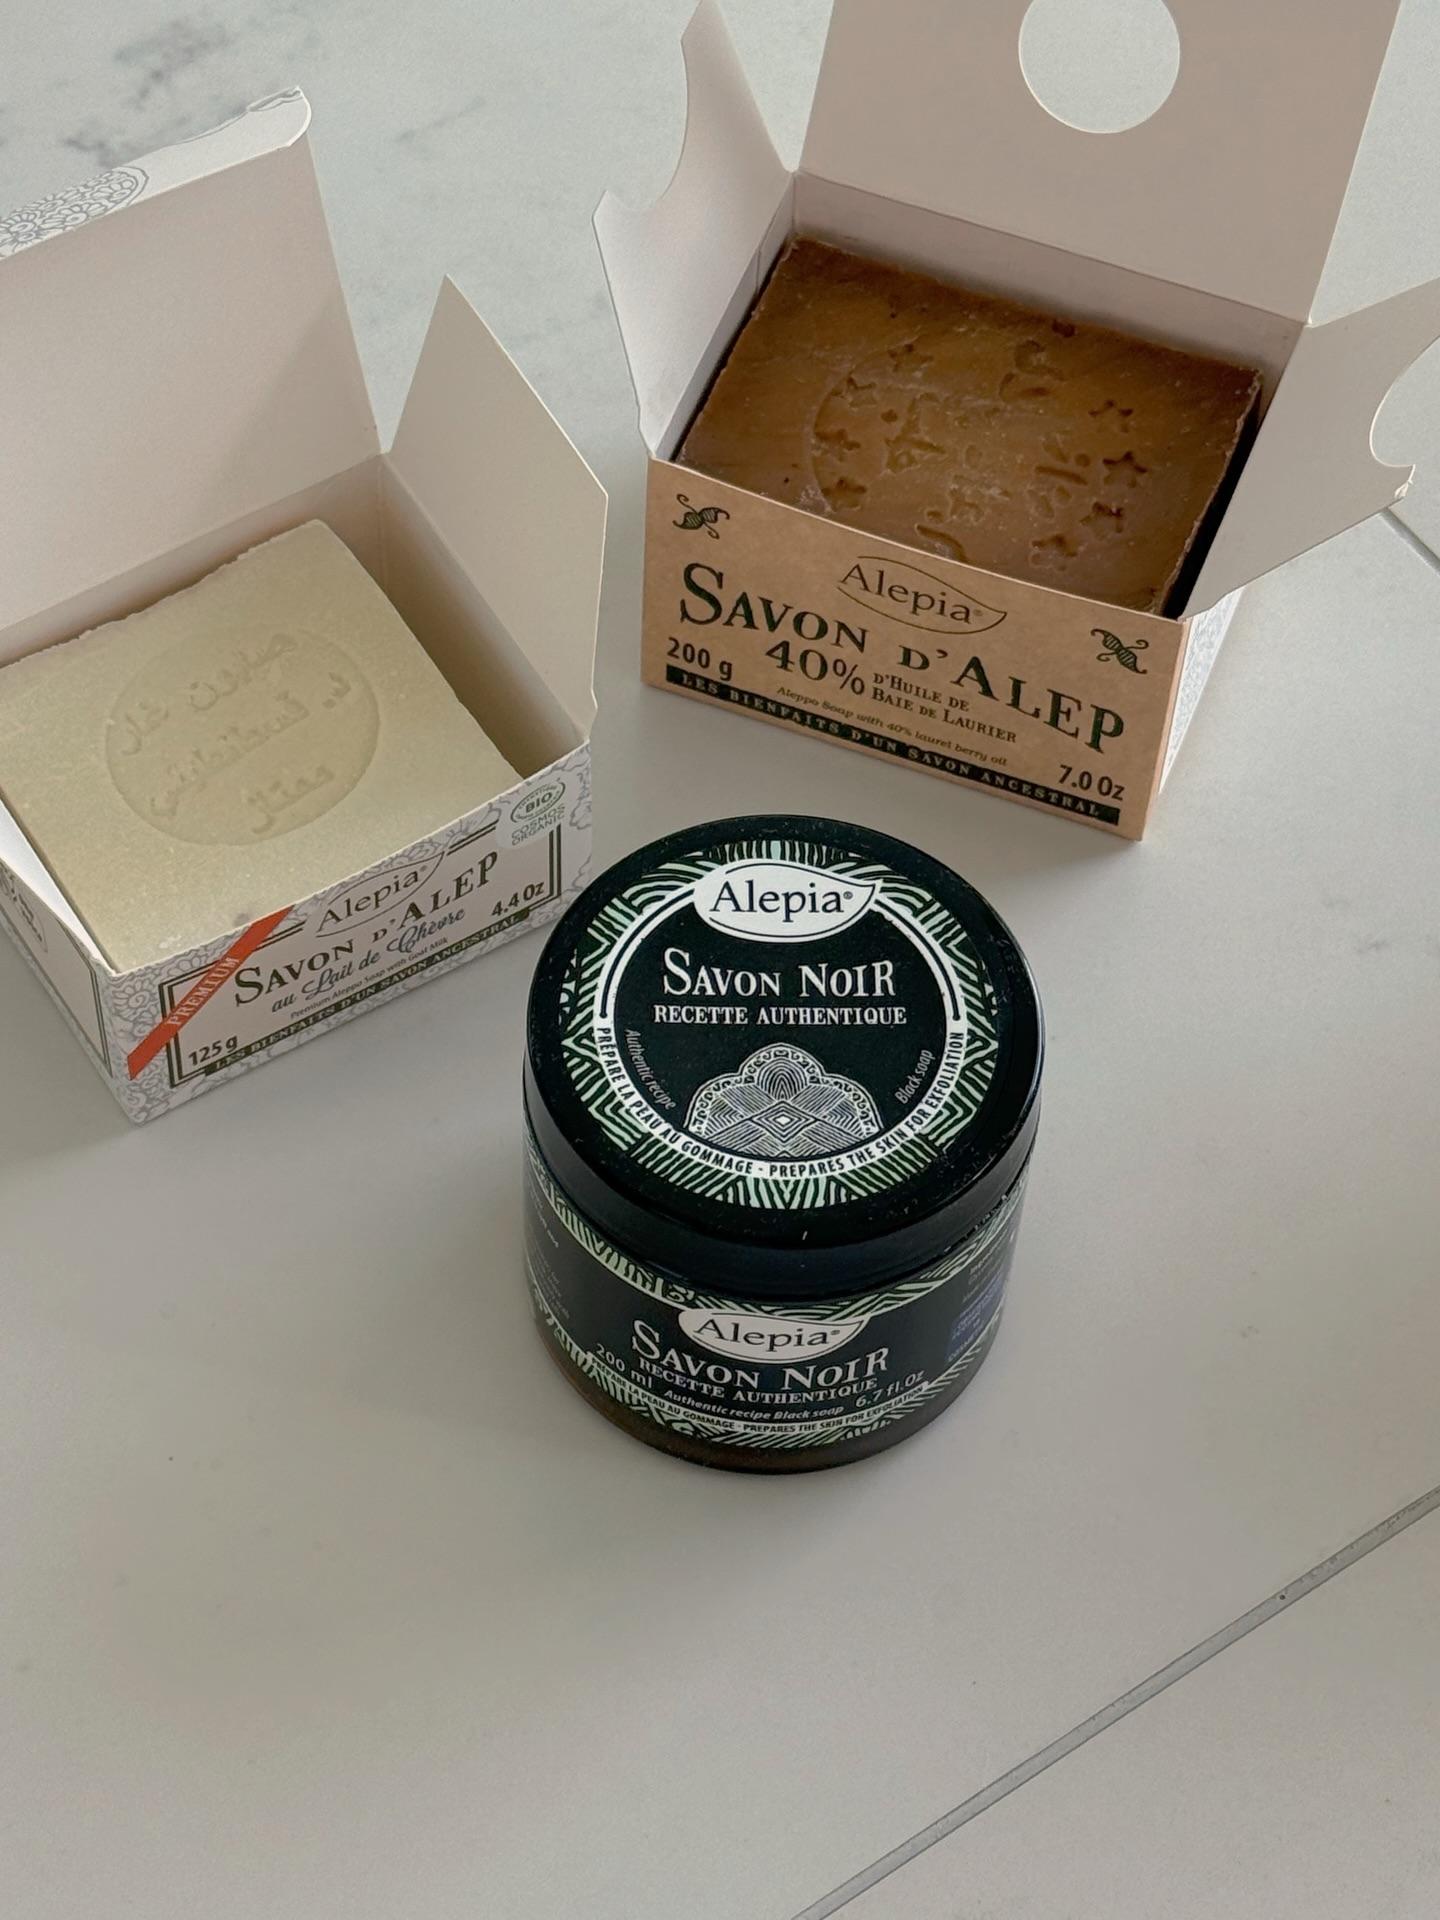 Alepia®
SAVON D'ALEP
200 g
40%
D'HUILE DE
BAIE DE LAURIER
Aleppo Soap with 40% laurel berry oil
7.0 Oz
LES BIENFAITS D'UN SAVON ANCESTRAL
BIO
COSMOS
ORGANIC
PREMIUM
Alepia®
SAVON D'ALEP
au Lait de Chèvre
Premium Aleppo Soap with Goat Milk
4.4 Oz
125 g
LES BIENFAITS D'UN SAVON ANCESTRAL
Alepia®
SAVON NOIR
RECETTE AUTHENTIQUE
Authentic recipe
Black soap
PRÉPARE LA PEAU AU GOMMAGE - PREPARES THE SKIN FOR EXFOLIATION
Alepia®
SAVON NOIR
RECETTE AUTHENTIQUE
200 ml
Authentic recipe Black soap
6.7 fl.Oz
PRÉPARE LA PEAU AU GOMMAGE - PREPARES THE SKIN FOR EXFOLIATION